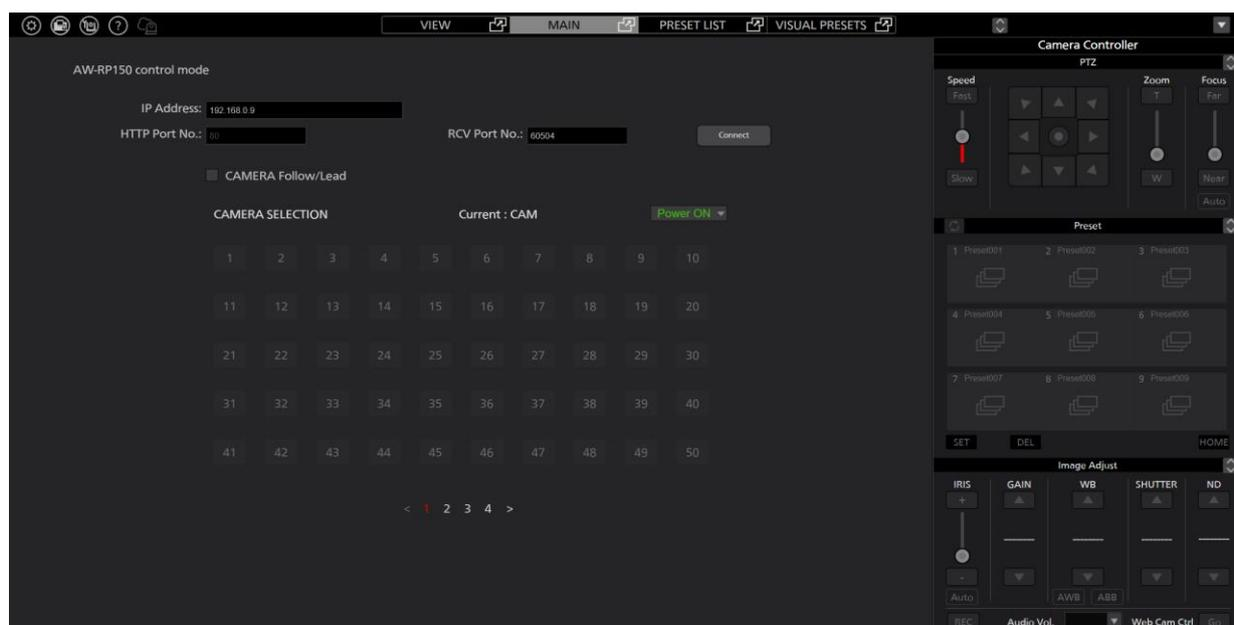 VIEW MAIN PRESET LIST VISUAL PRESETS
AW-RP150 control mode
IP Address: 192.168.0.9
HTTP Port No.: 80 RCV Port No.: 60504 Connect
CAMERA Follow/Lead
CAMERA SELECTION Current : CAM Power ON
1 2 3 4 5 6 7 8 9 10
11 12 13 14 15 16 17 18 19 20
21 22 23 24 25 26 27 28 29 30
31 32 33 34 35 36 37 38 39 40
41 42 43 44 45 46 47 48 49 50
< 1 2 3 4 >
Camera Controller
PTZ
Speed Zoom Focus
Fast T Far
Slow W Near
Auto
Preset
1 Preset001 2 Preset002 3 Preset003
4 Preset004 5 Preset005 6 Preset006
7 Preset007 8 Preset008 9 Preset009
SET DEL HOME
Image Adjust
IRIS GAIN WB SHUTTER ND
+
-
Auto AWB ABB
REC Audio Vol. Web Cam Ctrl Go